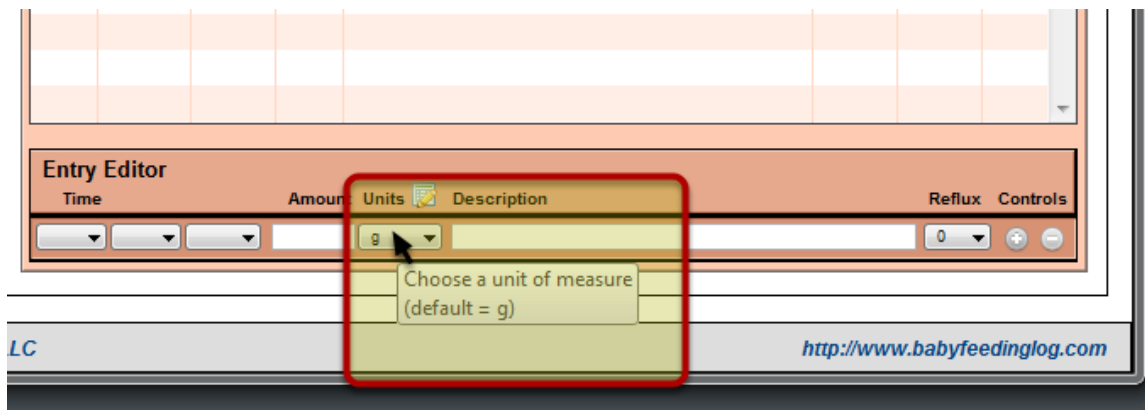 Entry Editor
Time Amount Units Description Reflux Controls
g 0
Choose a unit of measure
(default = g)
LC http://www.babyfeedinglog.com